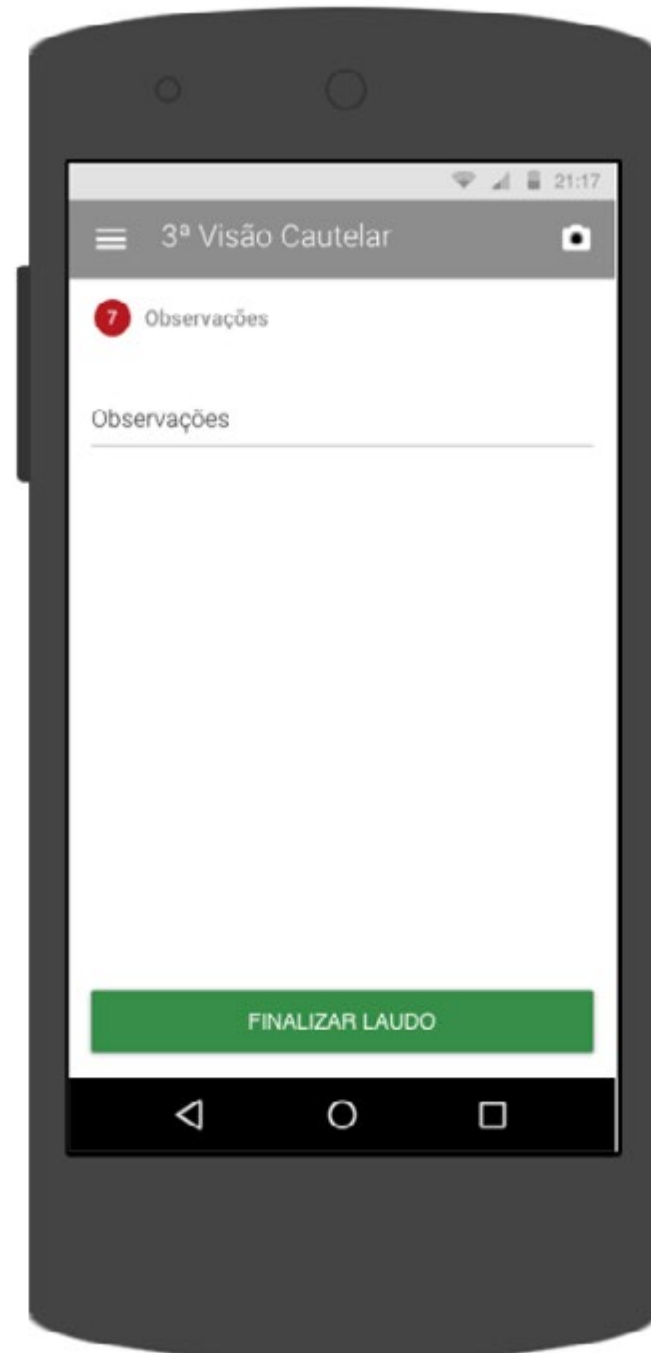 21:17
3ª Visão Cautelar
7 Observações
Observações
FINALIZAR LAUDO